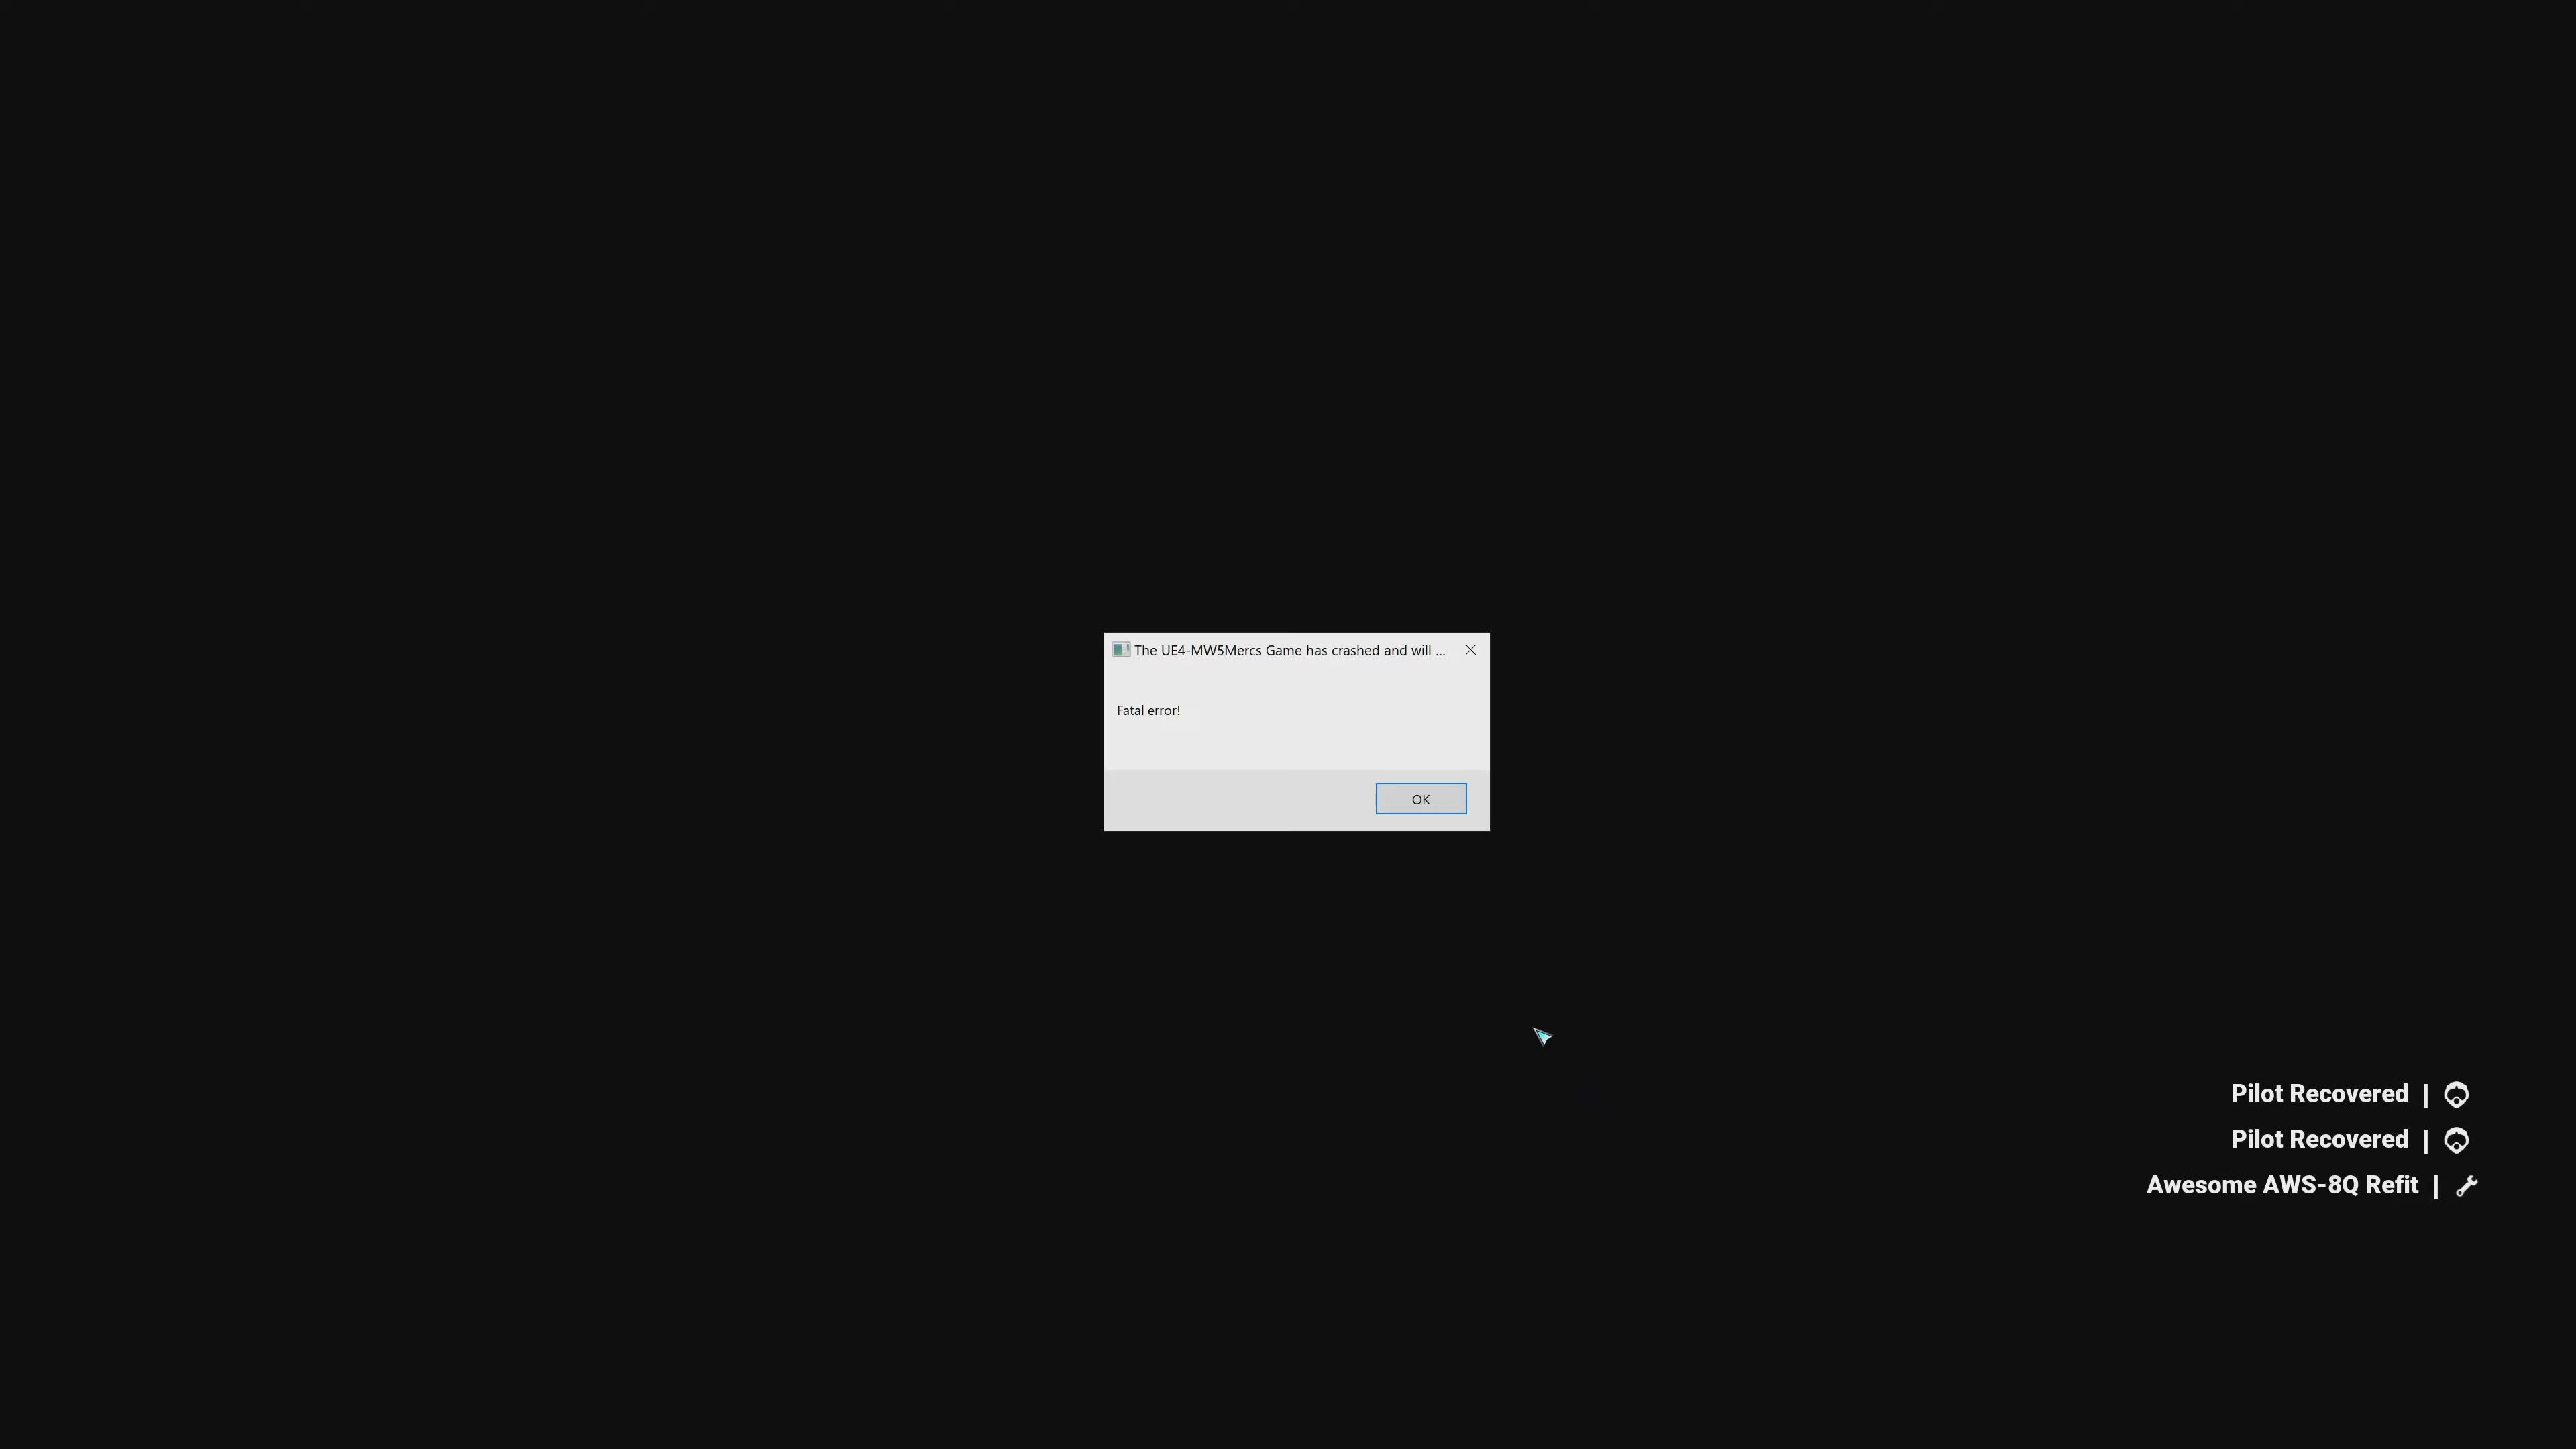 The UE4-MW5Mercs Game has crashed and will ...
Fatal error!
OK
Pilot Recovered |
Pilot Recovered |
Awesome AWS-8Q Refit |